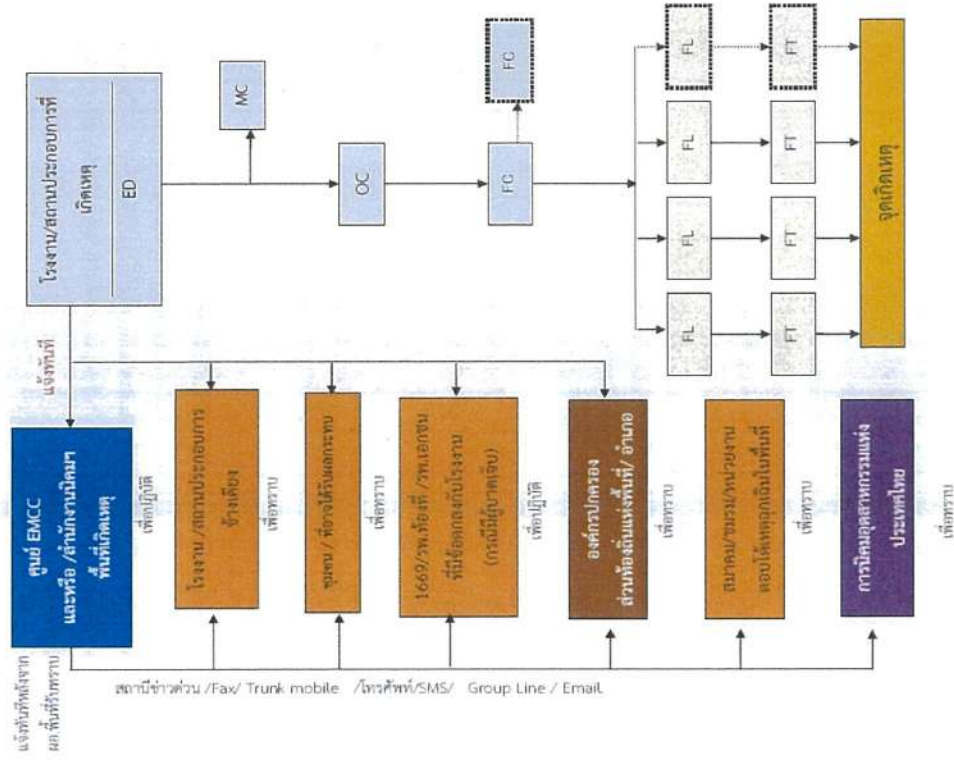 โรงงาน/สถานประกอบการที่
เกิดเหตุ
ED
MC
OC
FC
FC
FL
FL
FL
FL
FT
FT
FT
FT
จุดเกิดเหตุ
แจ้งทันที
ศูนย์ EMCC
และหรือ /สำนักงานนิคมฯ
พื้นที่เกิดเหตุ
เพื่อปฏิบัติ
โรงงาน /สถานประกอบการ
ข้างเคียง
เพื่อทราบ
ชุมชน / ที่อาจได้รับผลกระทบ
เพื่อทราบ
1669/รพ.ท้องที่ /รพ.เอกชน
ที่มีข้อตกลงกับโรงงาน
(กรณีมีผู้บาดเจ็บ)
เพื่อปฏิบัติ
องค์กรปกครอง
ส่วนท้องถิ่นแห่งพื้นที่/ อำเภอ
เพื่อทราบ
สมาคม/ชมรม/หน่วยงาน
ตอบโต้เหตุฉุกเฉินในพื้นที่
เพื่อทราบ
การนิคมอุตสาหกรรมแห่ง
ประเทศไทย
เพื่อทราบ
แจ้งทันทีหลังจาก
ผอ.พื้นที่รับทราบ
สถานีข่าวด่วน /Fax/ Trunk mobile /โทรศัพท์/SMS/ Group Line / Email